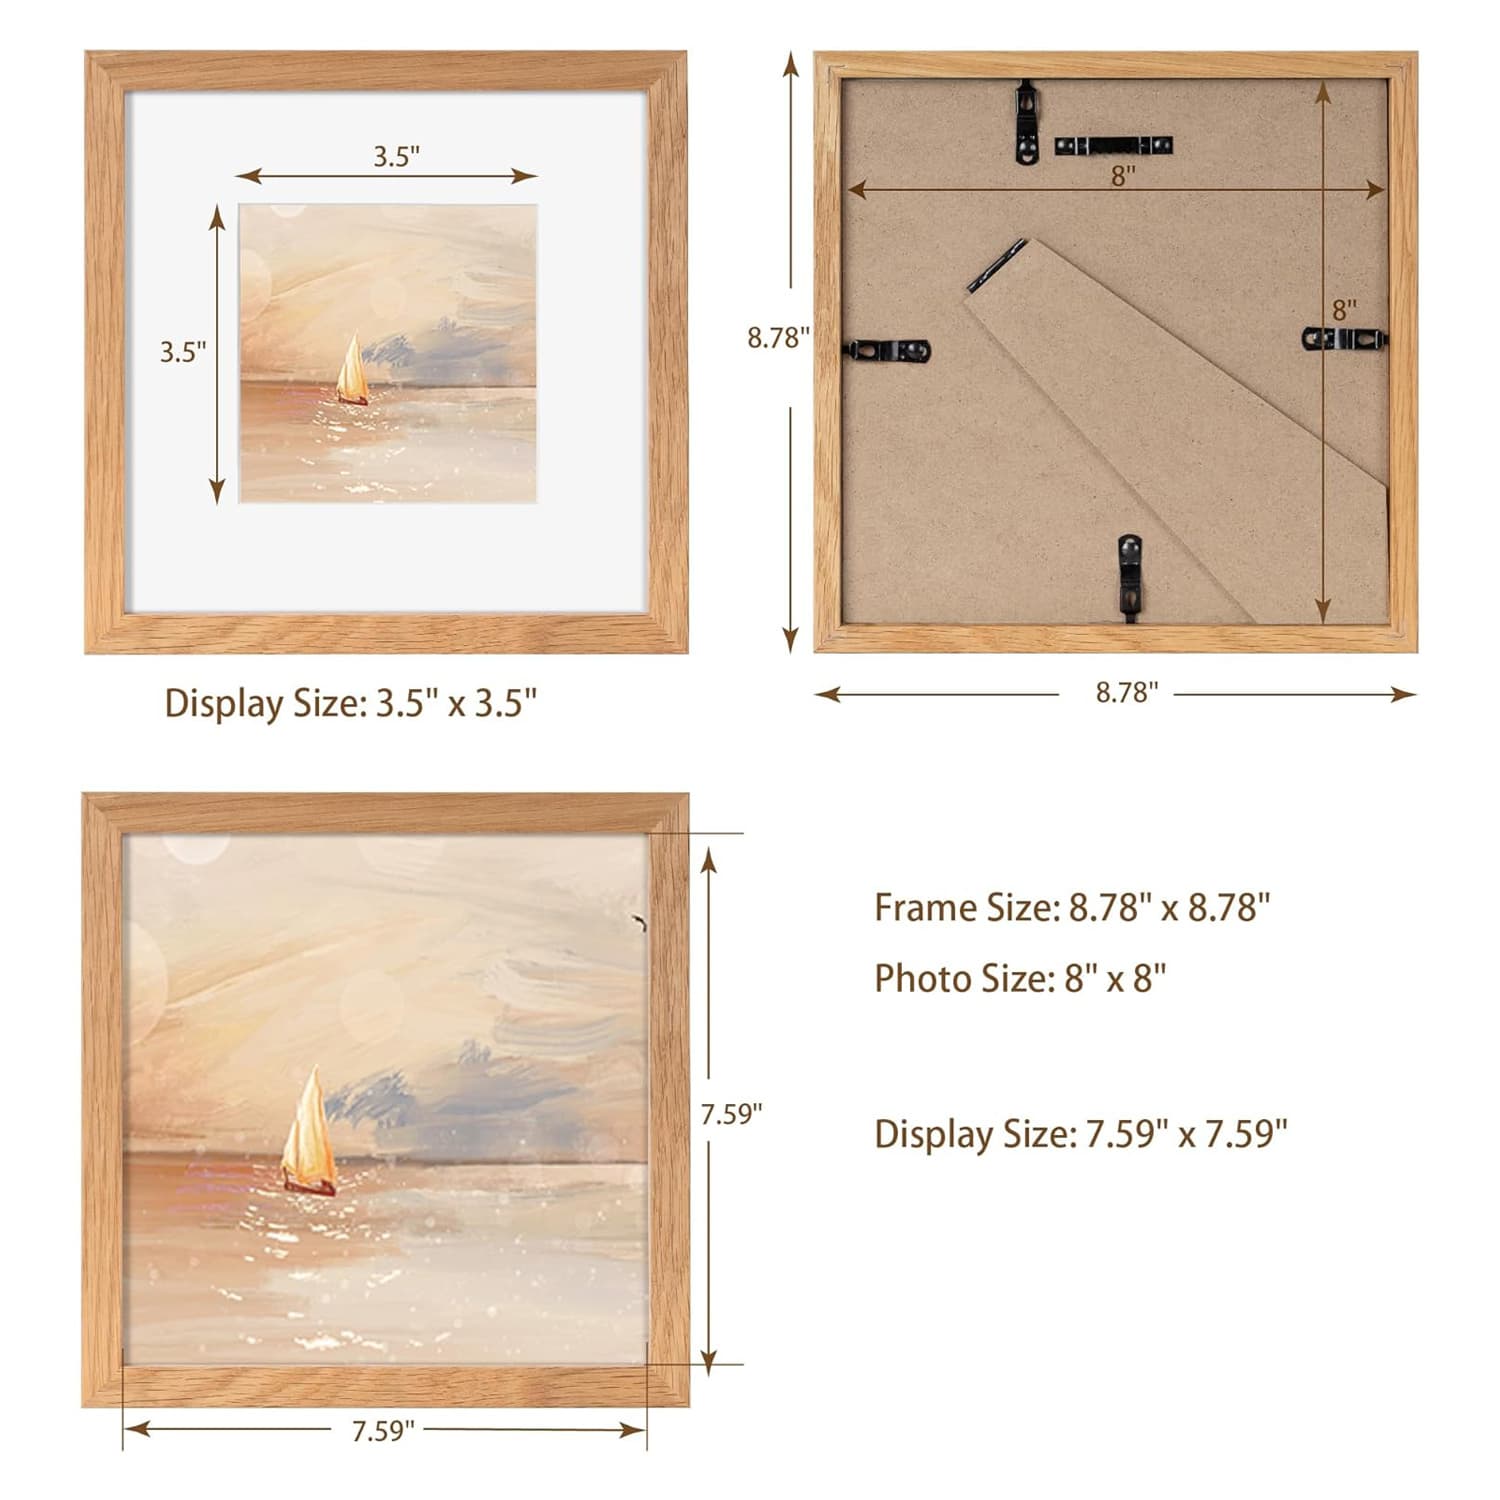 3.5"
3.5"
Display Size: 3.5" x 3.5"
8"
8"
8.78"
8.78"
7.59"
7.59"
Frame Size: 8.78" x 8.78"
Photo Size: 8" x 8"
Display Size: 7.59" x 7.59"